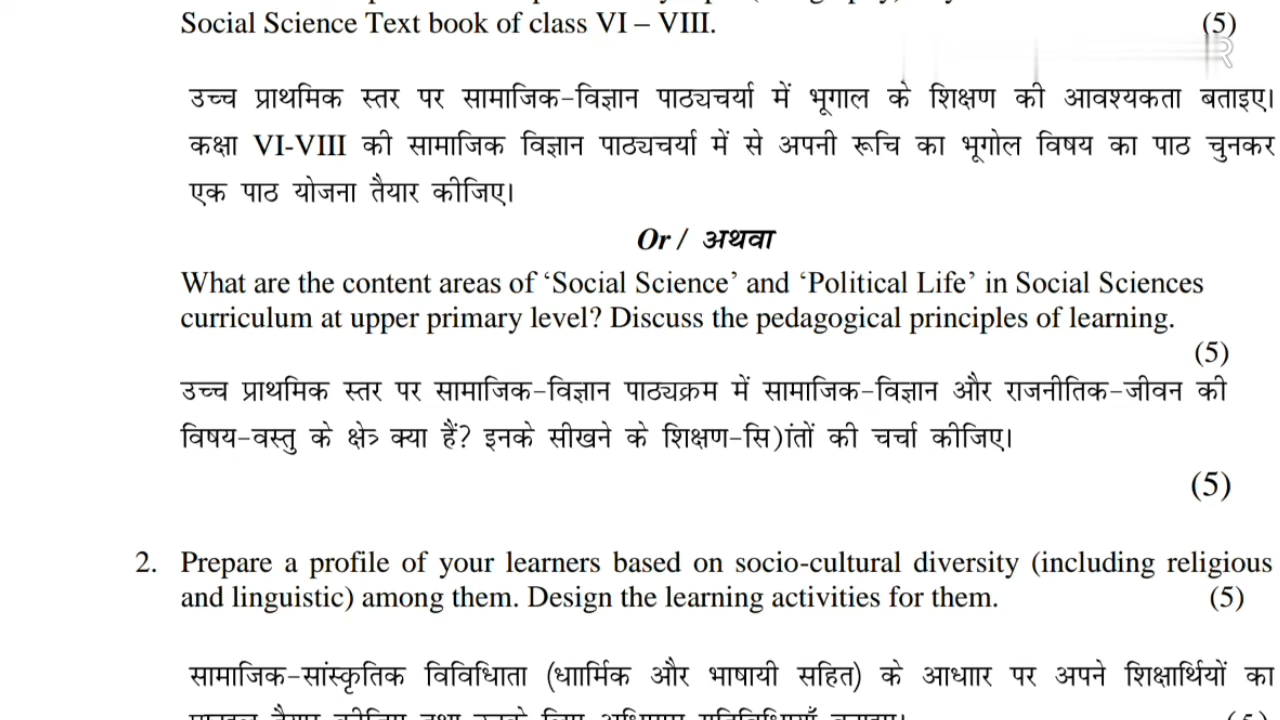 Social Science Text book of class VI – VIII. (5)
उच्च प्राथमिक स्तर पर सामाजिक-विज्ञान पाठ्यचर्या में भूगाल के शिक्षण की आवश्यकता बताइए।
कक्षा VI-VIII की सामाजिक विज्ञान पाठ्यचर्या में से अपनी रूचि का भूगोल विषय का पाठ चुनकर
एक पाठ योजना तैयार कीजिए।
Or / अथवा
What are the content areas of ‘Social Science’ and ‘Political Life’ in Social Sciences
curriculum at upper primary level? Discuss the pedagogical principles of learning.
(5)
उच्च प्राथमिक स्तर पर सामाजिक-विज्ञान पाठ्यक्रम में सामाजिक-विज्ञान और राजनीतिक-जीवन की
विषय-वस्तु के क्षेत्र क्या हैं? इनके सीखने के शिक्षण-सि)ांतों की चर्चा कीजिए।
(5)
2. Prepare a profile of your learners based on socio-cultural diversity (including religious
and linguistic) among them. Design the learning activities for them. (5)
सामाजिक-सांस्कृतिक विविधिाता (धाार्मिक और भाषायी सहित) के आधाार पर अपने शिक्षार्थियों का